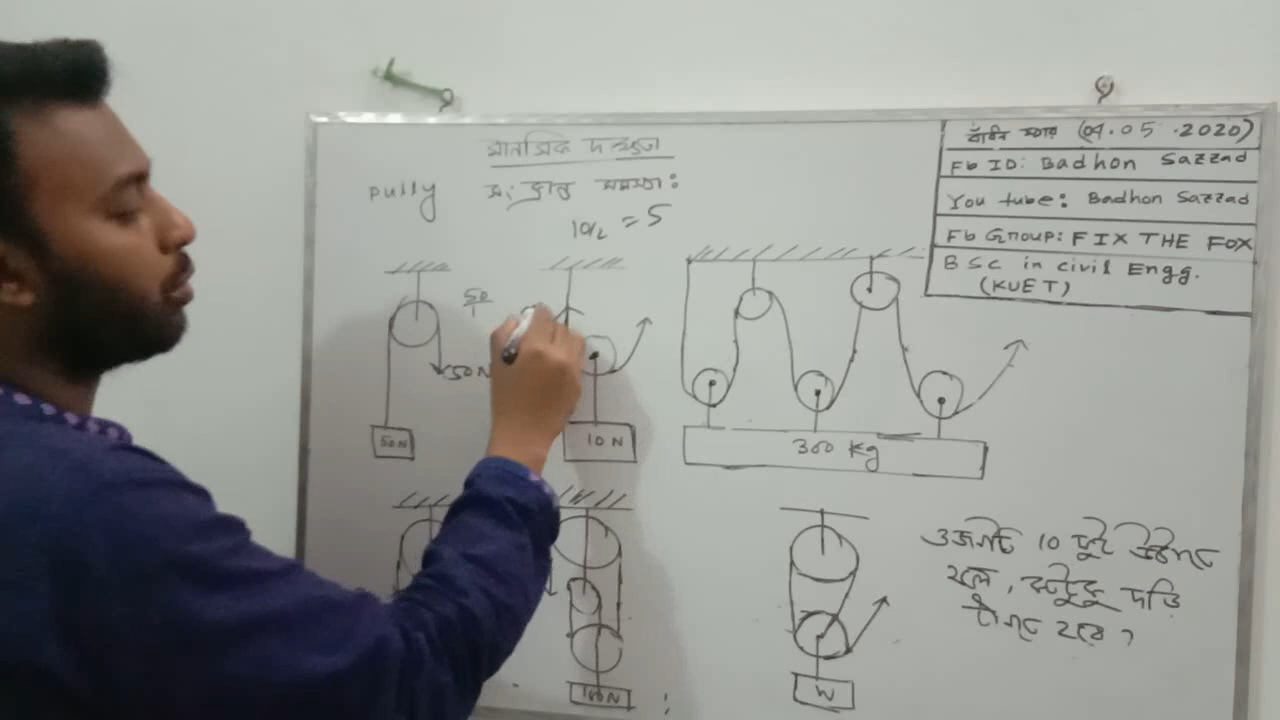 মানসিক দক্ষতা
pully সংক্রান্ত সমস্যা:
10/2 = 5
(07.05.2020)
Fb ID: Badhon Sazzad
You tube: Badhon Sazzad
Fb Group: FIX THE FOX
BSC in civil Engg.
(KUET)
50
50N
50N
10 N
300 kg
100N
W
ওজনটি 10 ফুট উঠাতে
হলে, কতটুকু দড়ি
টানতে হবে ?